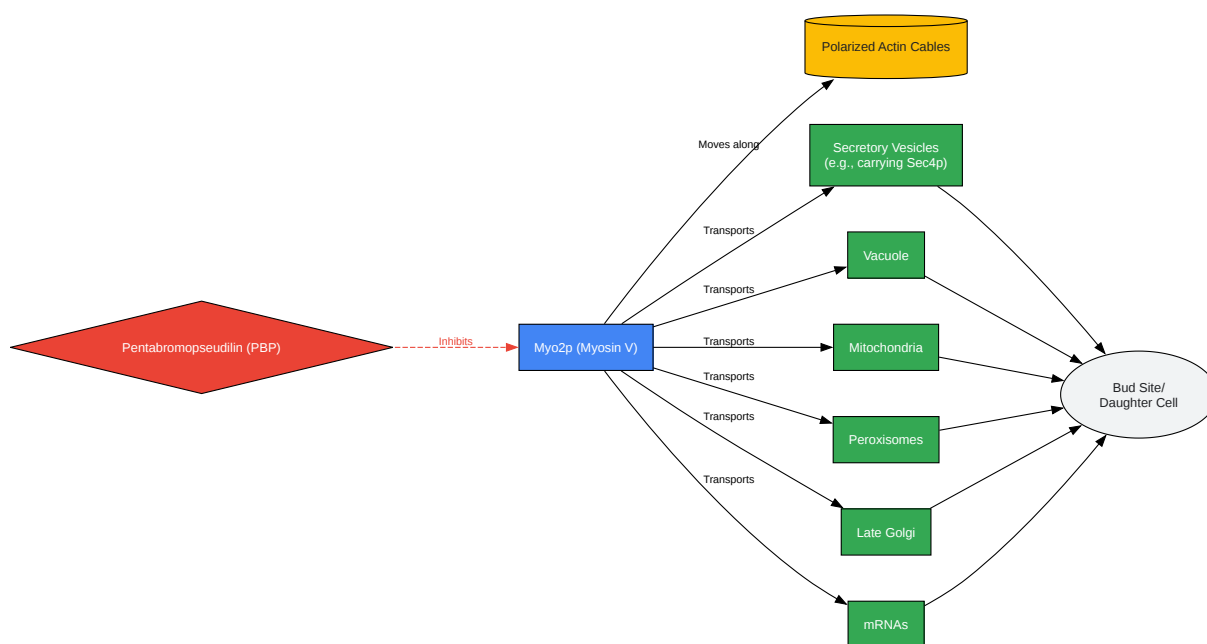 Polarized Actin Cables
Moves along
Secretory Vesicles
(e.g., carrying Sec4p)
Transports
Vacuole
Transports
Pentabromopseudilin (PBP)
Inhibits
Myo2p (Myosin V)
Transports
Mitochondria
Transports
Peroxisomes
Bud Site/
Daughter Cell
Transports
Late Golgi
Transports
mRNAs